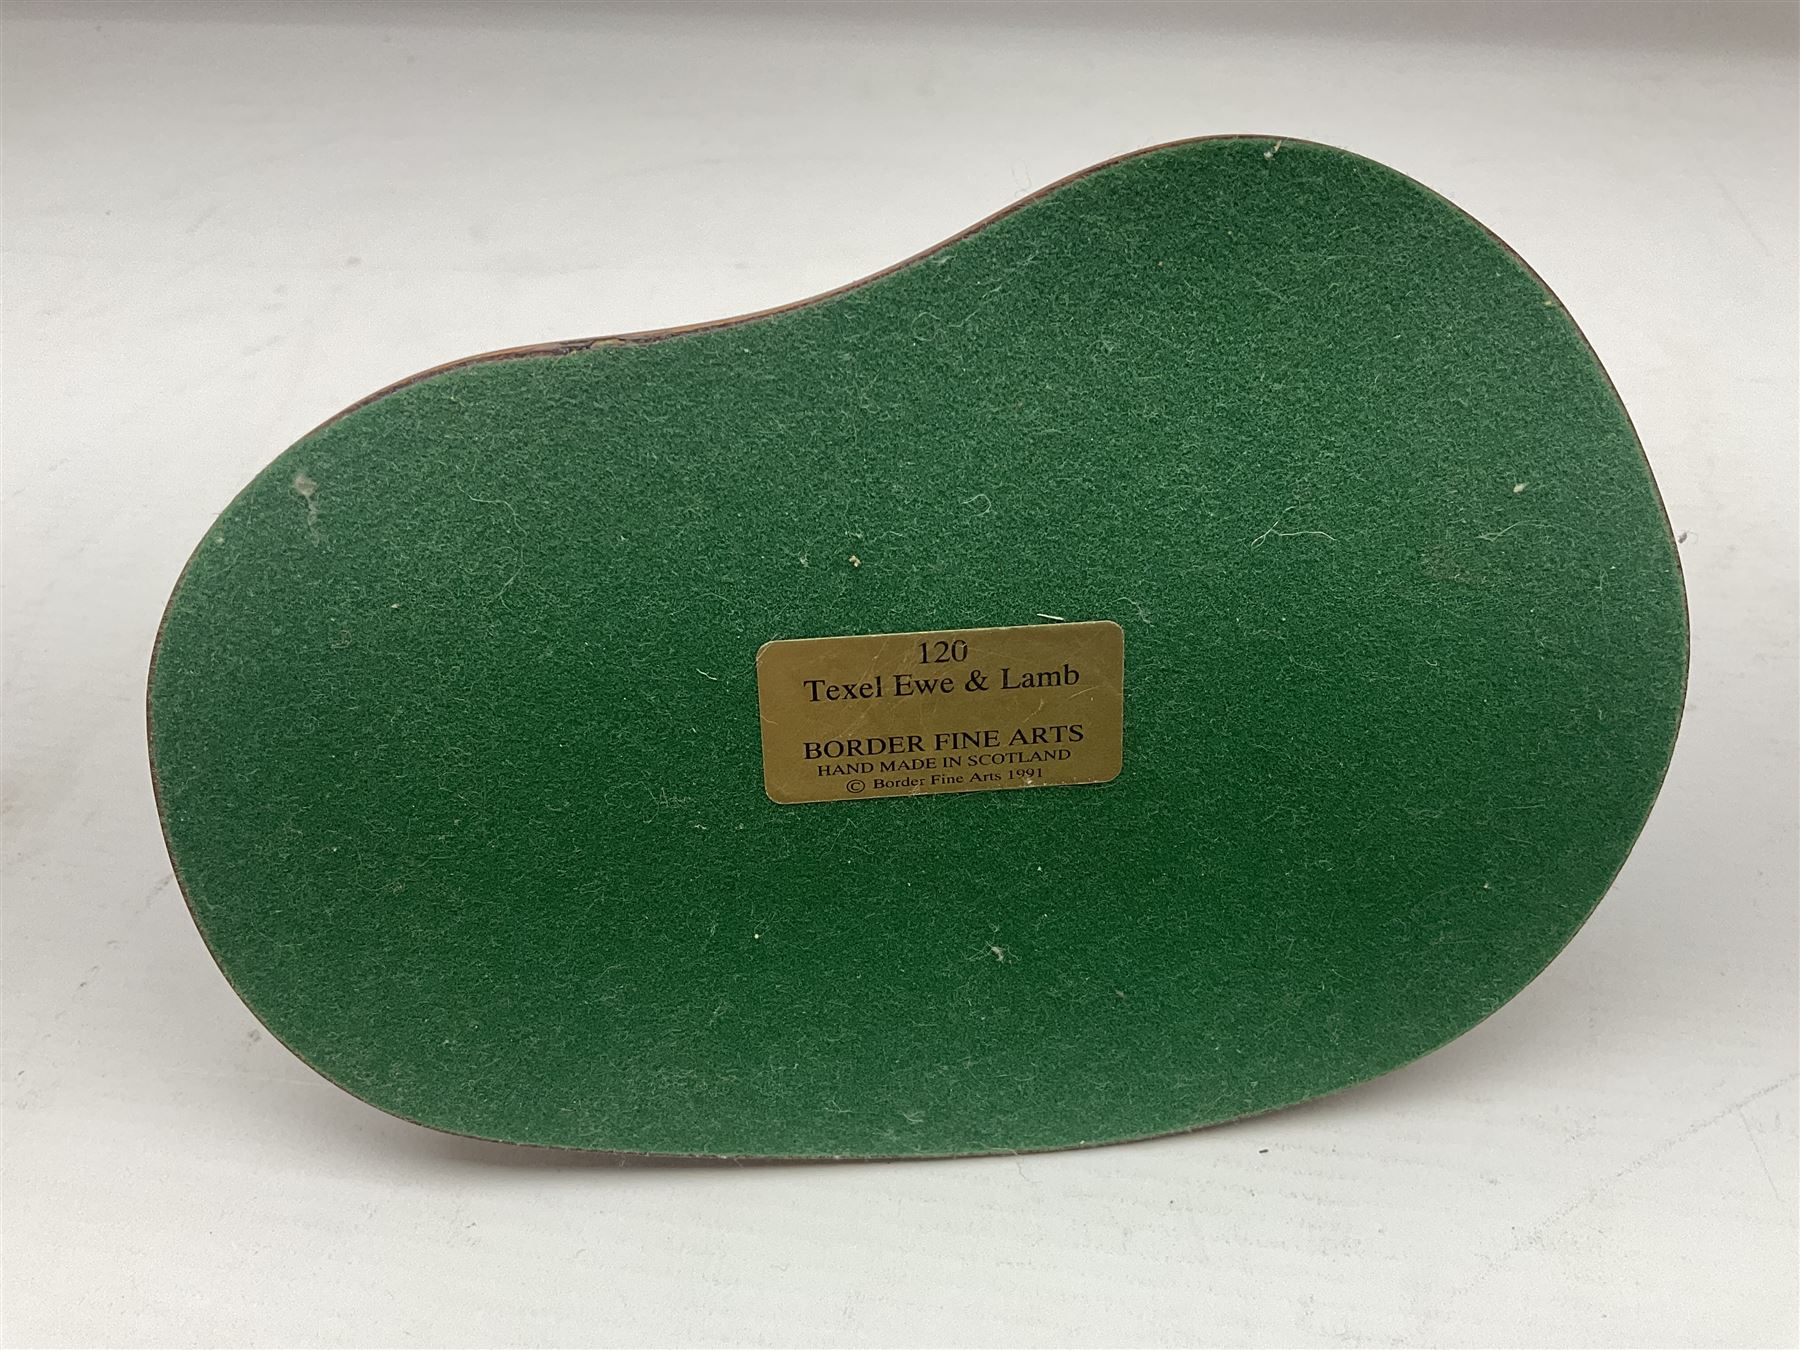 120
Texel Ewe & Lamb
BORDER FINE ARTS
HAND MADE IN SCOTLAND
© Border Fine Arts 1991